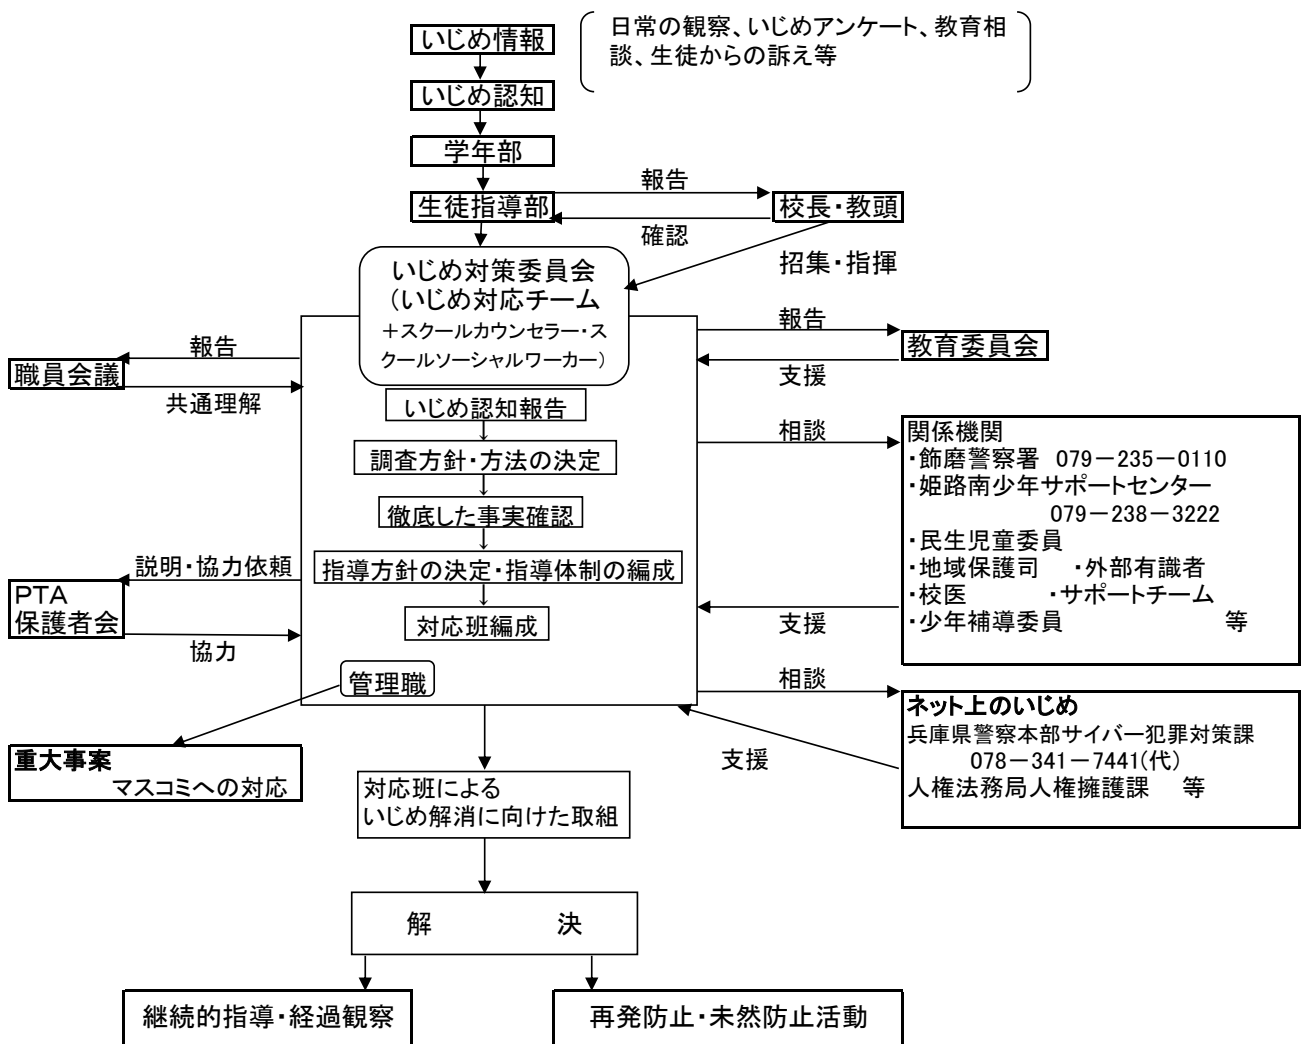 いじめ情報
日常の観察、いじめアンケート、教育相
談、生徒からの訴え等
いじめ認知
学年部
生徒指導部
報告
確認
校長・教頭
招集・指揮
いじめ対策委員会
(いじめ対応チーム
＋スクールカウンセラー・ス
クールソーシャルワーカー)
報告
職員会議
共通理解
報告
教育委員会
支援
いじめ認知報告
調査方針・方法の決定
徹底した事実確認
指導方針の決定・指導体制の編成
対応班編成
相談
関係機関
・飾磨警察署 079－235－0110
・姫路南少年サポートセンター
079－238－3222
・民生児童委員
・地域保護司 ・外部有識者
・校医 ・サポートチーム
・少年補導委員 等
支援
説明・協力依頼
PTA
保護者会
協力
管理職
重大事案
マスコミへの対応
相談
ネット上のいじめ
兵庫県警察本部サイバー犯罪対策課
078－341－7441(代)
人権法務局人権擁護課 等
支援
対応班による
いじめ解消に向けた取組
解 決
継続的指導・経過観察
再発防止・未然防止活動